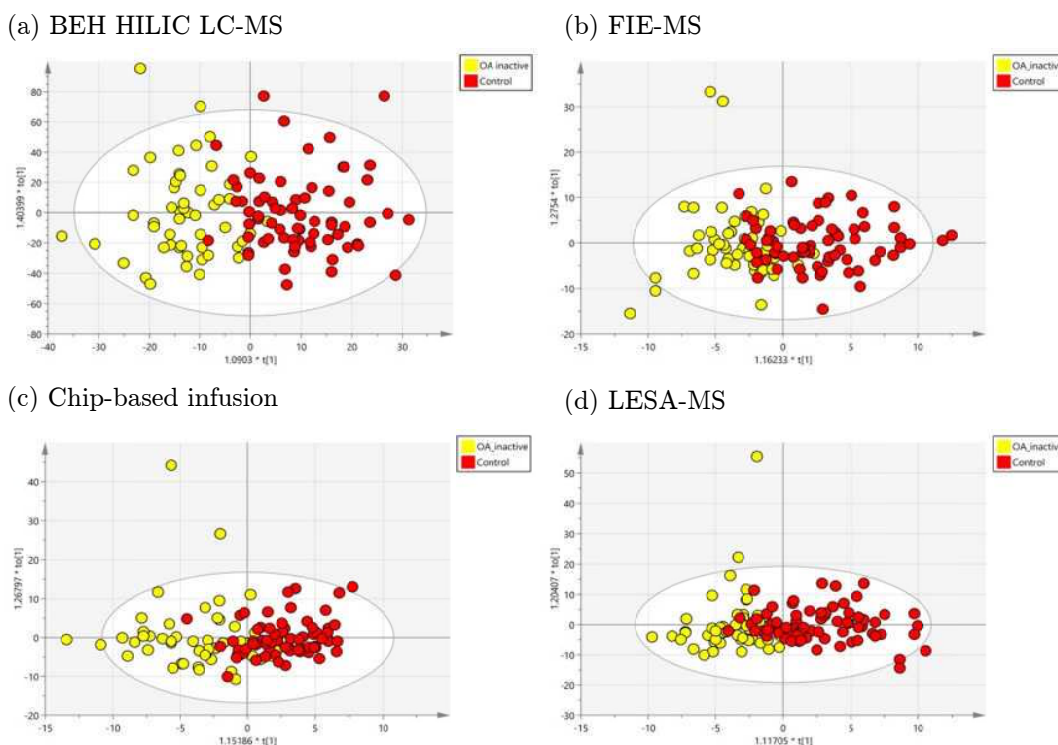 (a) BEH HILIC LC-MS
OA inactive
Control
80
60
40
20
0
-20
-40
-60
-80
1.40399 * to[1]
-40
-30
-20
-10
0
10
20
30
1.0903 * t[1]
(b) FIE-MS
OA_inactive
Control
30
20
10
0
-10
-20
1.2754 * to[1]
-10
-5
0
5
10
1.16233 * t[1]
(c) Chip-based infusion
OA_inactive
Control
40
30
20
10
0
-10
-20
1.26797 * to[1]
-15
-10
-5
0
5
10
15
1.15186 * t[1]
(d) LESA-MS
OA_inactive
Control
50
40
30
20
10
0
-10
-20
-30
1.20407 * to[1]
-15
-10
-5
0
5
10
15
1.11705 * t[1]